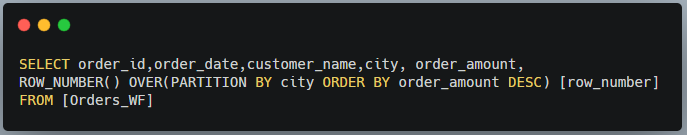 SELECT order_id,order_date,customer_name,city, order_amount,
ROW_NUMBER() OVER(PARTITION BY city ORDER BY order_amount DESC) [row_number]
FROM [Orders_WF]